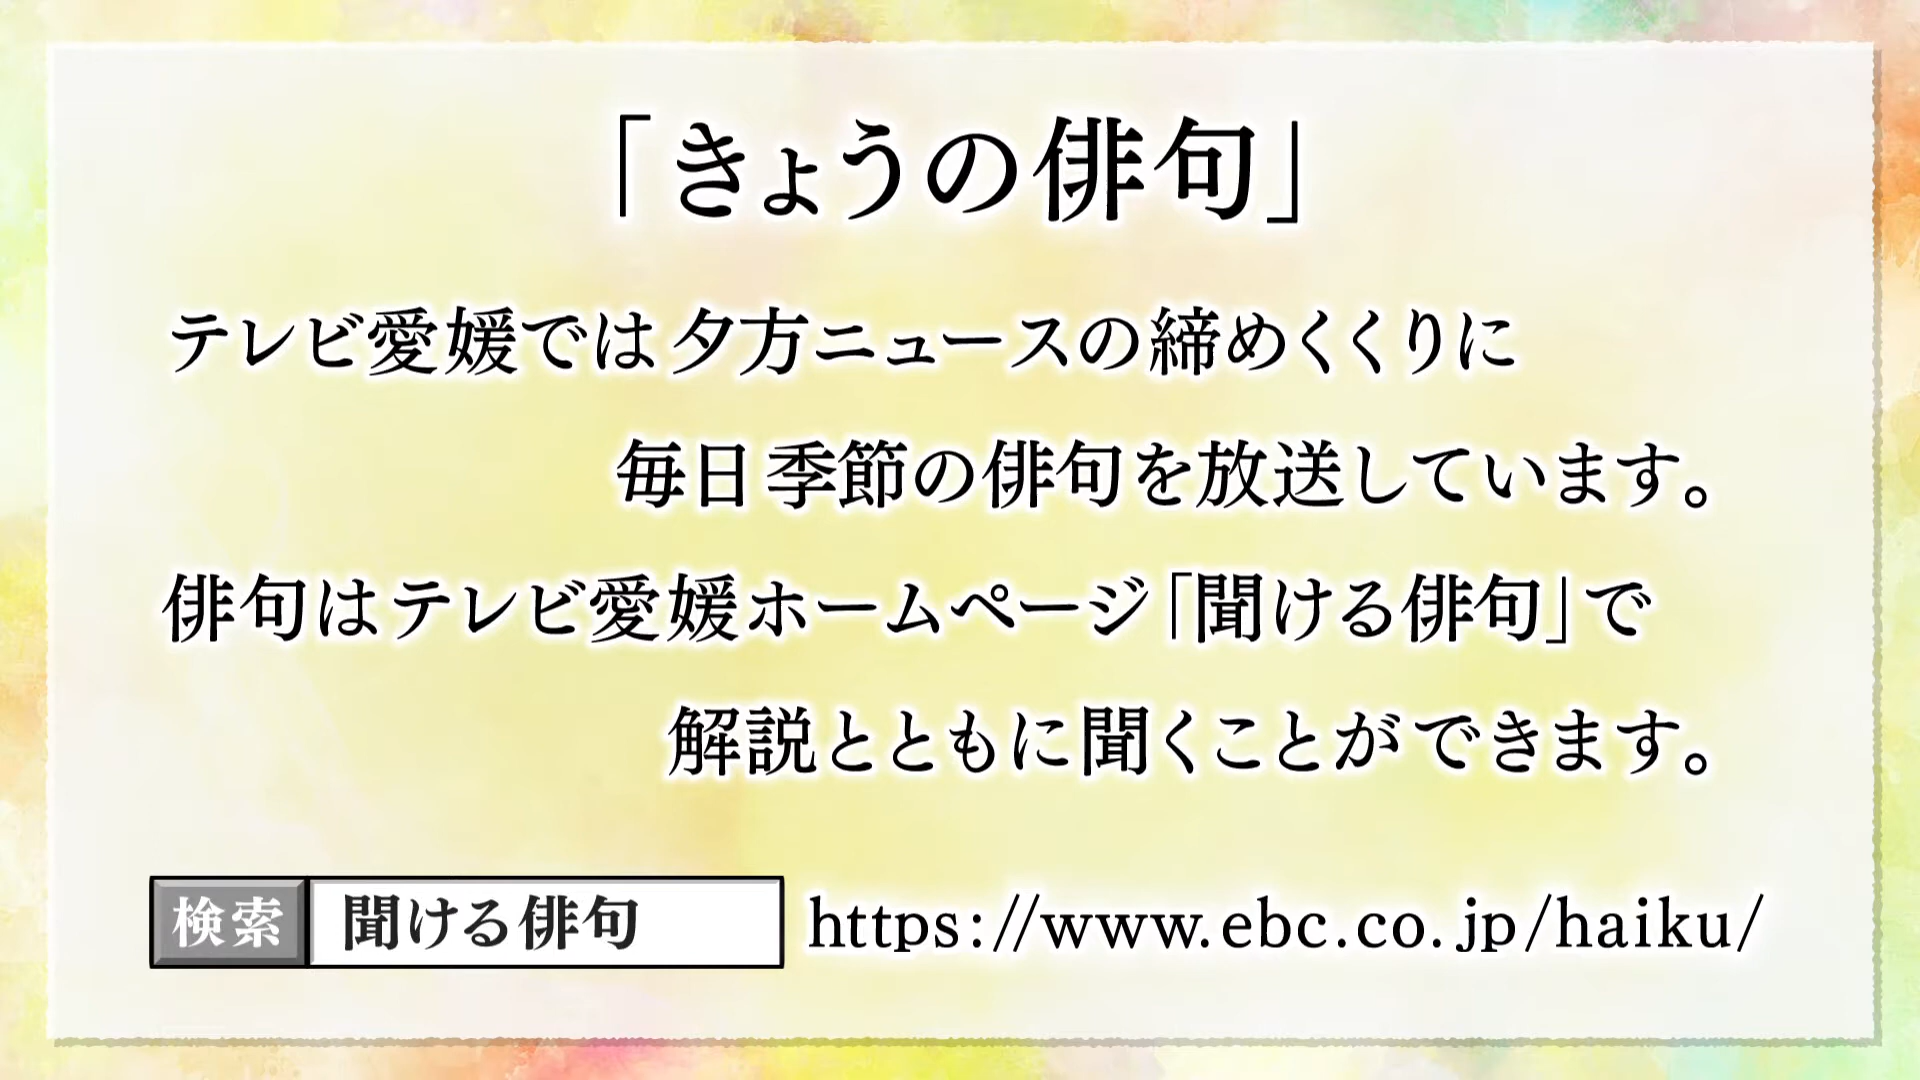 「きょうの俳句」
テレビ愛媛では夕方ニュースの締めくくりに
毎日季節の俳句を放送しています。
俳句はテレビ愛媛ホームページ「聞ける俳句」で
解説とともに聞くことができます。
検索 聞ける俳句 https://www.ebc.co.jp/haiku/